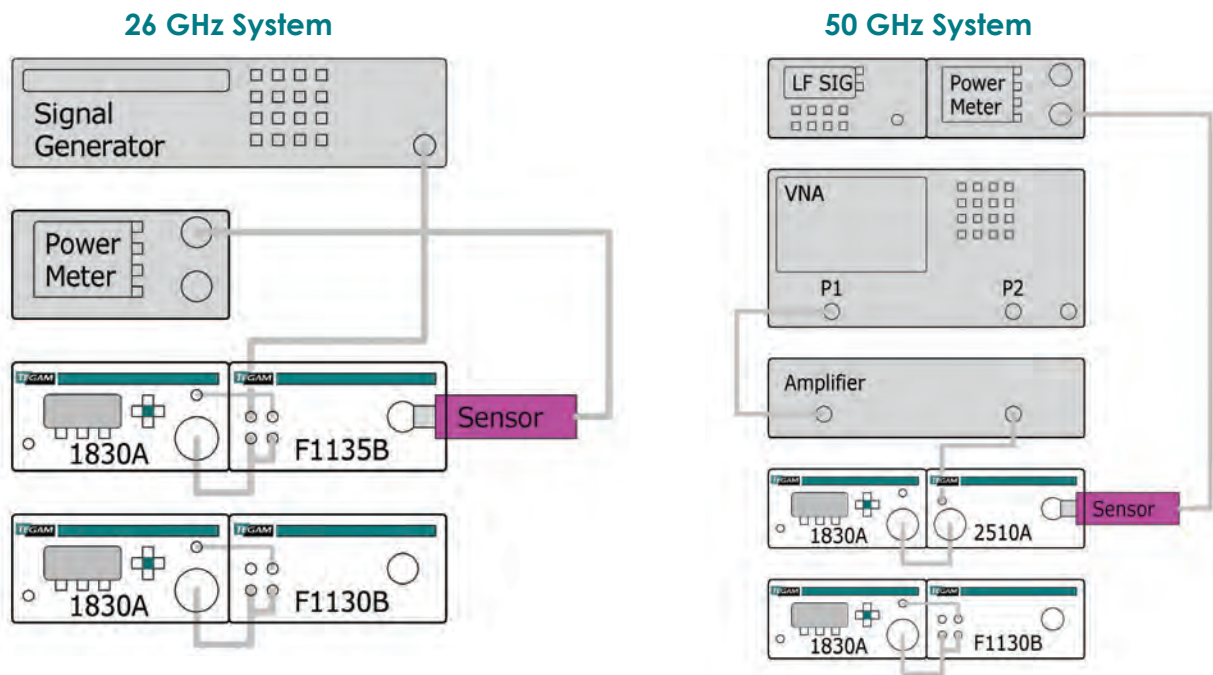 26 GHz System
Signal
Generator
Power
Meter
TEGAM
TEGAM
1830A
F1135B
Sensor
TEGAM
TEGAM
1830A
F1130B
50 GHz System
LF SIG
Power
Meter
VNA
P1
P2
Amplifier
TEGAM
TEGAM
1830A
2510A
Sensor
TEGAM
TEGAM
1830A
F1130B